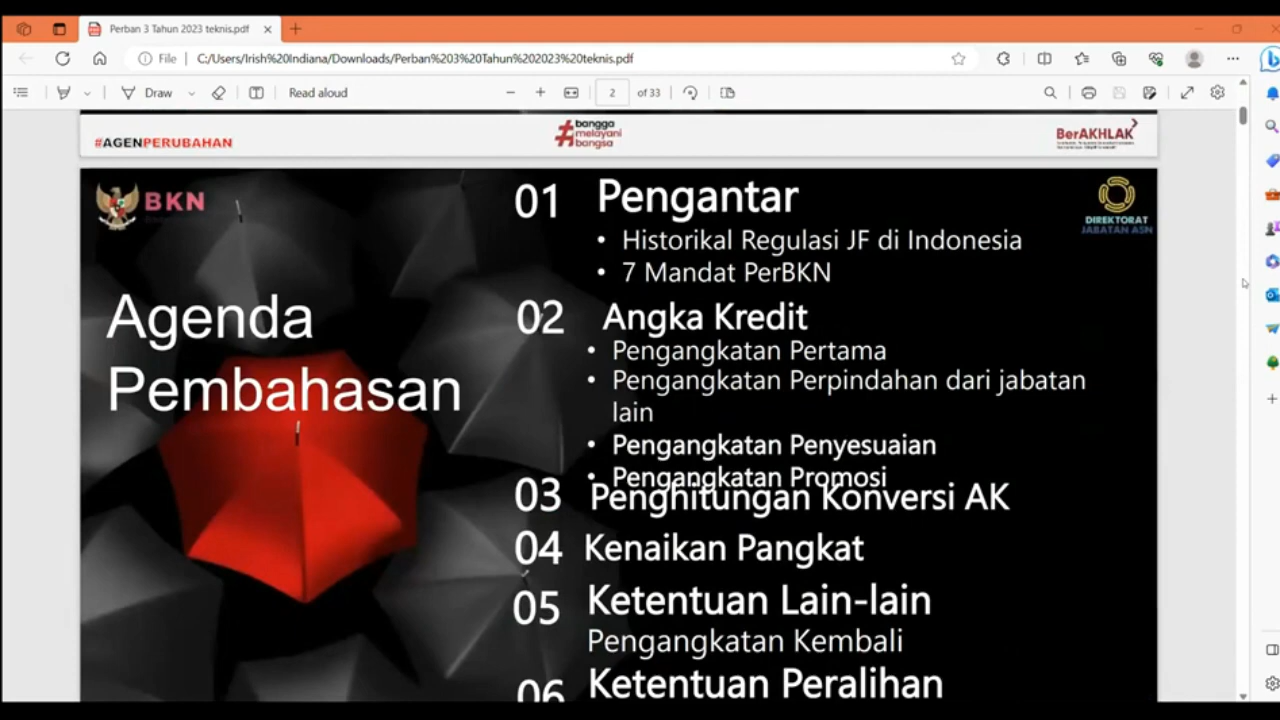 Perban 3 Tahun 2023 teknis.pdf
File
C:/Users/Irish%20Indiana/Downloads/Perban%203%20Tahun%202023%20teknis.pdf
Draw
Read aloud
2
of 33
#AGENPERUBAHAN
#bangga
melayani
bangsa
BerAKHLAK
BKN
DIREKTORAT
JABATAN ASN
Agenda
Pembahasan
01 Pengantar
• Historikal Regulasi JF di Indonesia
• 7 Mandat PerBKN
02 Angka Kredit
• Pengangkatan Pertama
• Pengangkatan Perpindahan dari jabatan
lain
• Pengangkatan Penyesuaian
• Pengangkatan Promosi
03 Penghitungan Konversi AK
04 Kenaikan Pangkat
05 Ketentuan Lain-lain
Pengangkatan Kembali
06 Ketentuan Peralihan